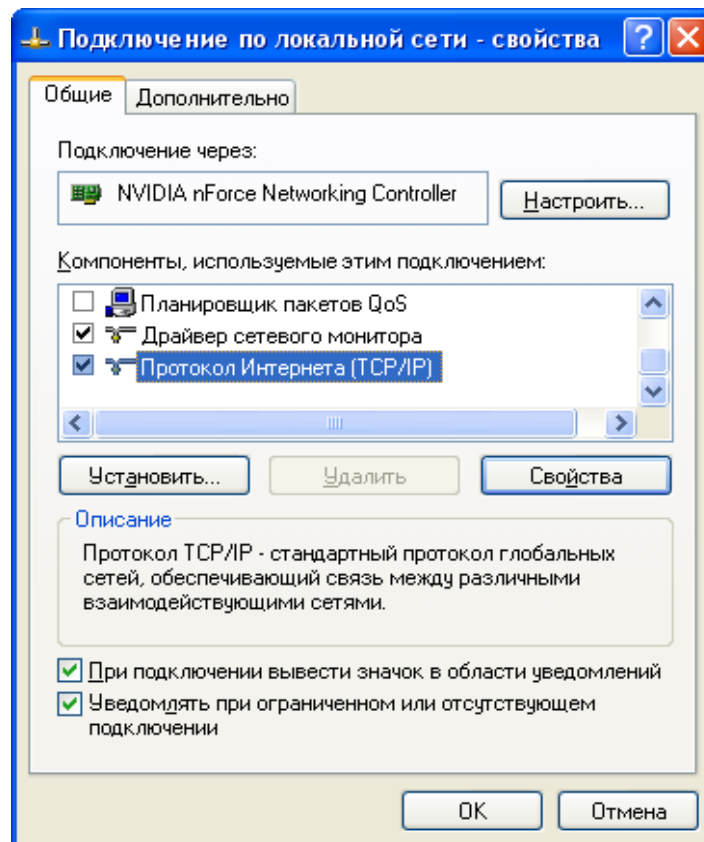 Подключение по локальной сети - свойства
Общие
Дополнительно
Подключение через:
NVIDIA nForce Networking Controller
Настроить...
Компоненты, используемые этим подключением:
Планировщик пакетов QoS
Драйвер сетевого монитора
Протокол Интернета (TCP/IP)
Установить...
Удалить
Свойства
Описание
Протокол TCP/IP - стандартный протокол глобальных
сетей, обеспечивающий связь между различными
взаимодействующими сетями.
При подключении вывести значок в области уведомлений
Уведомлять при ограниченном или отсутствующем
подключении
OK
Отмена